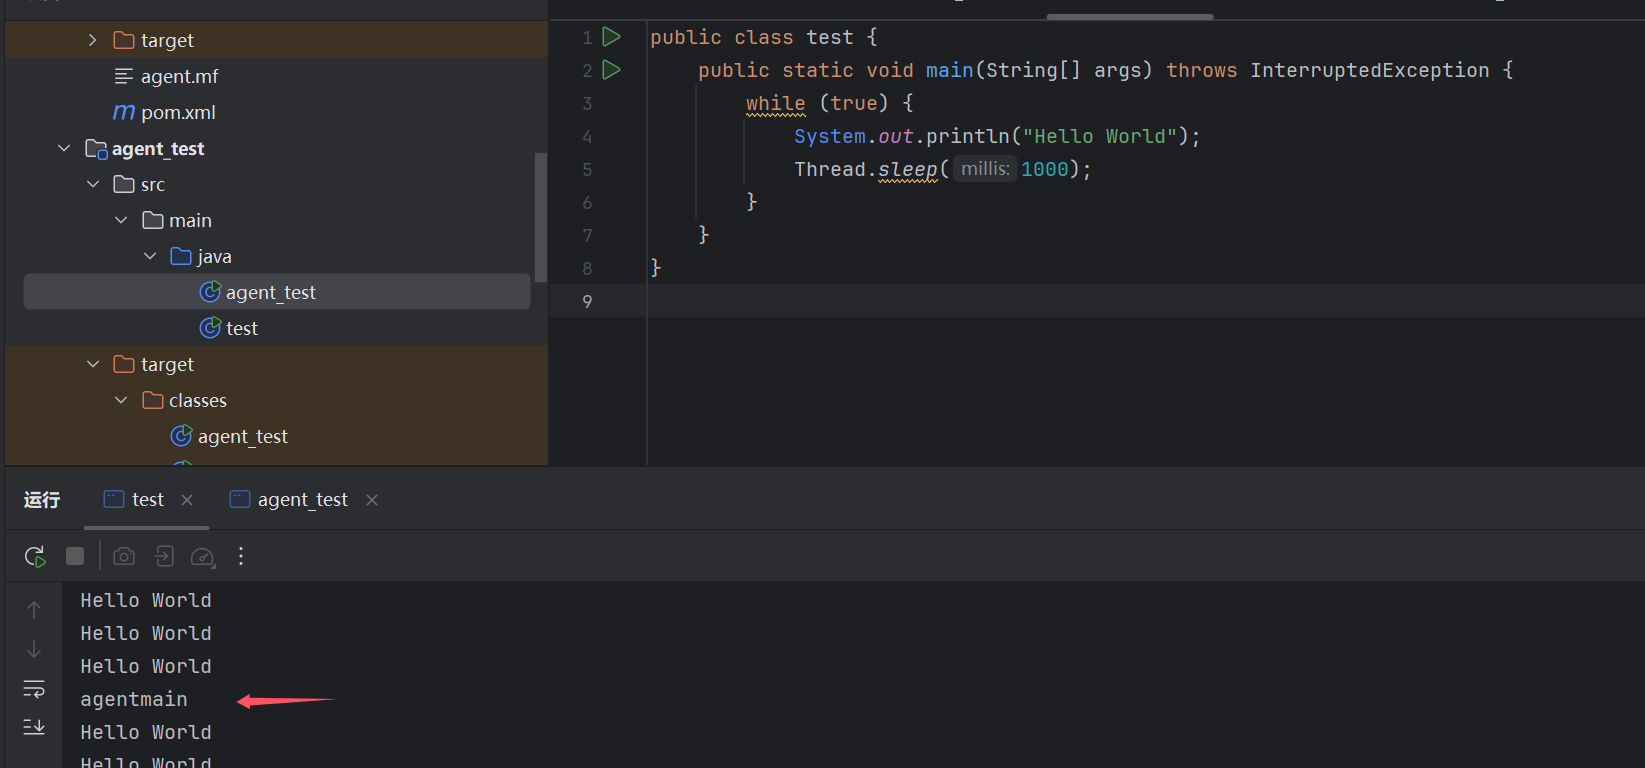 target
agent.mf
m pom.xml
agent_test
src
main
java
agent_test
test
target
classes
agent_test
1 public class test {
2 public static void main(String[] args) throws InterruptedException {
3 while (true) {
4 System.out.println("Hello World");
5 Thread.sleep( millis: 1000);
6 }
7 }
8 }
9
运行 test agent_test
Hello World
Hello World
Hello World
agentmain
Hello World
Hello World